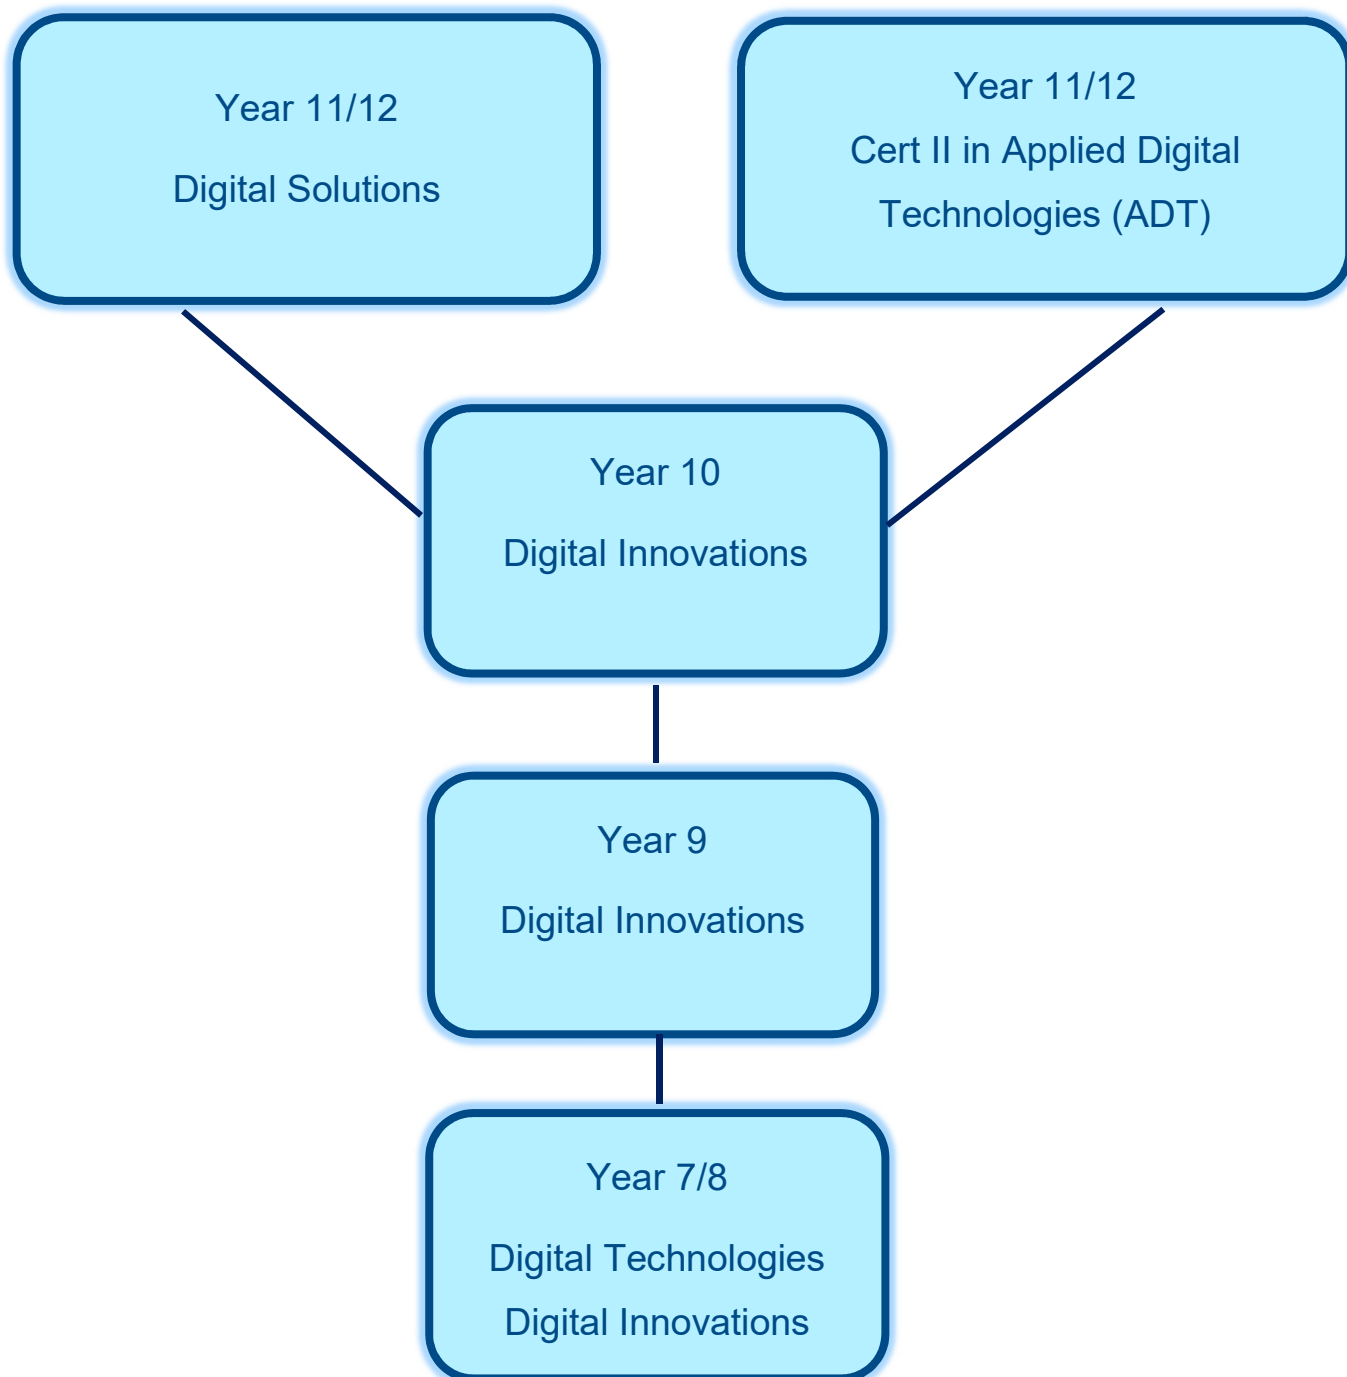 Year 11/12
Digital Solutions
Year 11/12
Cert II in Applied Digital
Technologies (ADT)
Year 10
Digital Innovations
Year 9
Digital Innovations
Year 7/8
Digital Technologies
Digital Innovations